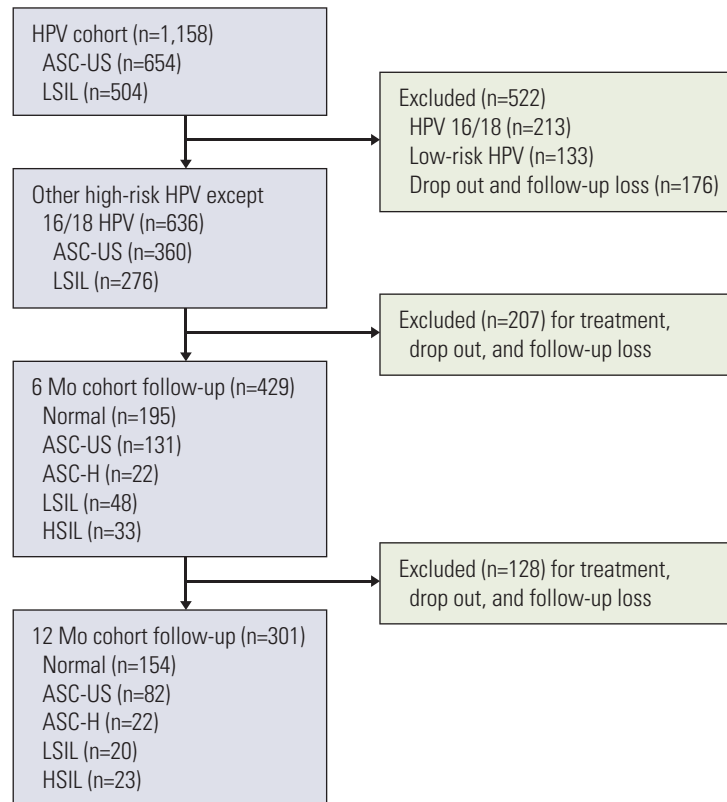 HPV cohort (n=1,158)
ASC-US (n=654)
LSIL (n=504)
Excluded (n=522)
HPV 16/18 (n=213)
Low-risk HPV (n=133)
Drop out and follow-up loss (n=176)
Other high-risk HPV except
16/18 HPV (n=636)
ASC-US (n=360)
LSIL (n=276)
Excluded (n=207) for treatment,
drop out, and follow-up loss
6 Mo cohort follow-up (n=429)
Normal (n=195)
ASC-US (n=131)
ASC-H (n=22)
LSIL (n=48)
HSIL (n=33)
Excluded (n=128) for treatment,
drop out, and follow-up loss
12 Mo cohort follow-up (n=301)
Normal (n=154)
ASC-US (n=82)
ASC-H (n=22)
LSIL (n=20)
HSIL (n=23)